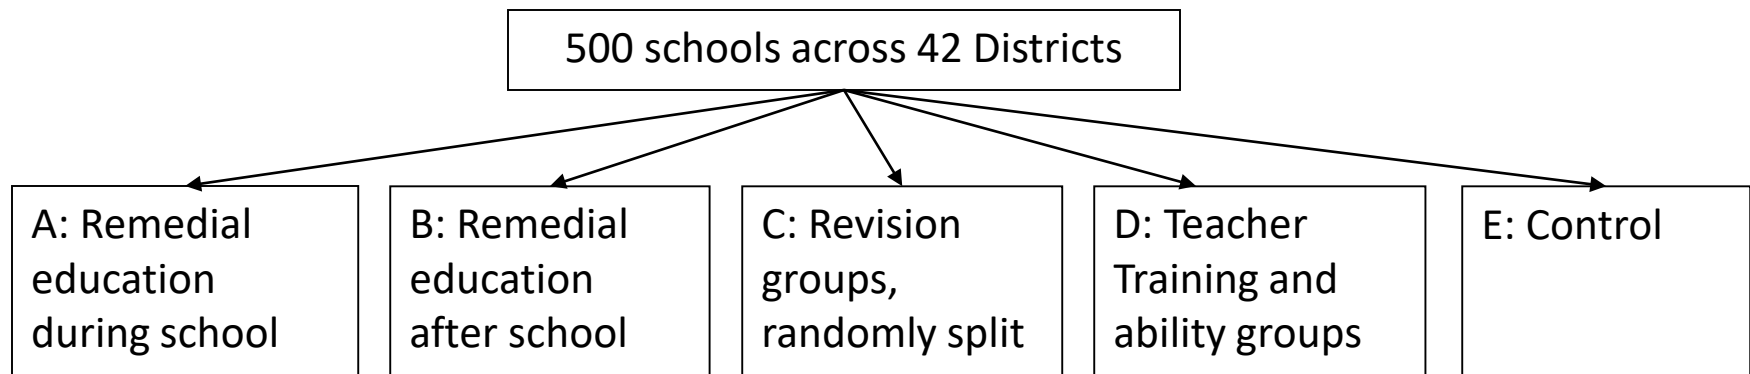 500 schools across 42 Districts
A: Remedial
education
during school
B: Remedial
education
after school
C: Revision
groups,
randomly split
D: Teacher
Training and
ability groups
E: Control